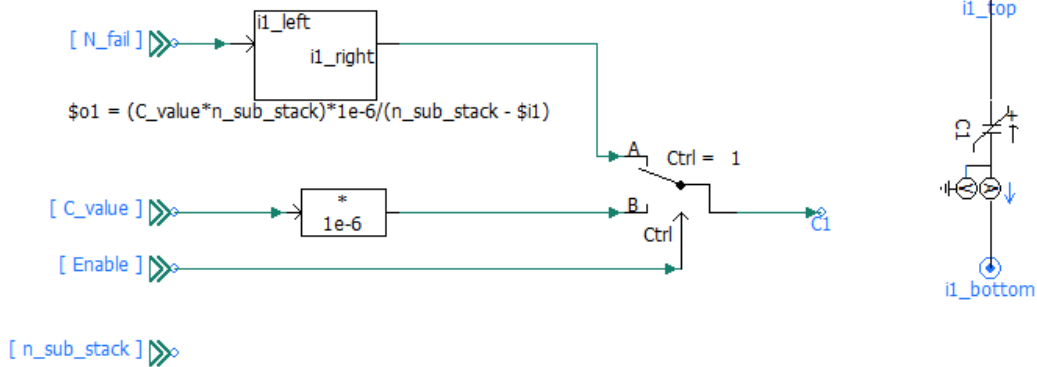 i1_top
[ N_fail ]
i1_left
i1_right
$o1 = (C_value*n_sub_stack)*1e-6/(n_sub_stack - $i1)
C1
A
Ctrl = 1
V A
[ C_value ]
*
1e-6
B
Ctrl
C1
[ Enable ]
i1_bottom
[ n_sub_stack ]